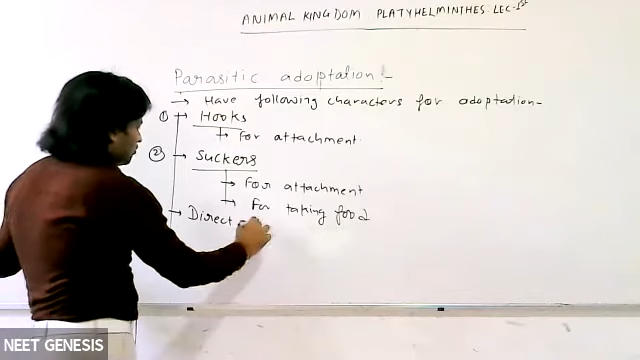 ANIMAL KINGDOM PLATYHELMINTHES LEC-1st
Parasitic adoptation!-
→ Have following characters for adoptation-
① → Hooks
↳ For attachment
② → Suckers
→ For attachment
→ For taking food
→ Direct
NEET GENESIS